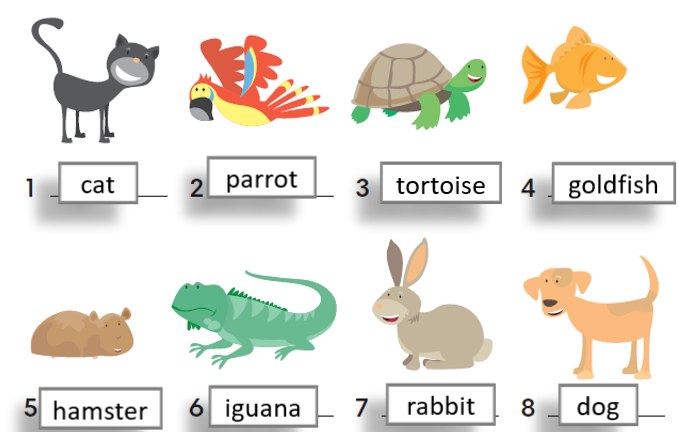 1 cat 2 parrot 3 tortoise 4 goldfish
5 hamster 6 iguana 7 rabbit 8 dog